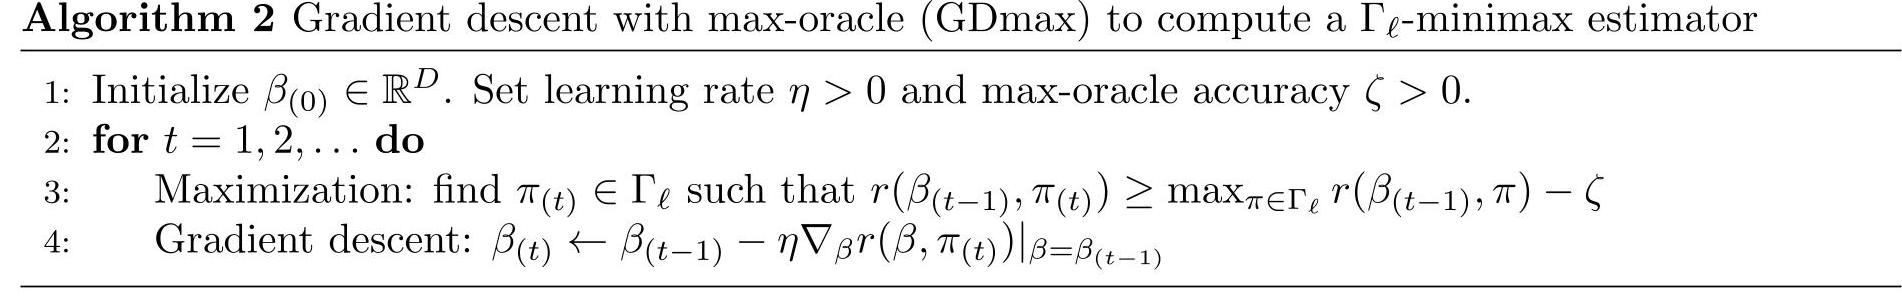 Algorithm 2 Gradient descent with max-oracle (GDmax) to compute a Γ_ℓ-minimax estimator
1: Initialize β_{(0)} ∈ ℝ^D. Set learning rate η > 0 and max-oracle accuracy ζ > 0.
2: for t = 1, 2, . . . do
3: Maximization: find π_{(t)} ∈ Γ_ℓ such that r(β_{(t−1)}, π_{(t)}) ≥ max_{π∈Γ_ℓ} r(β_{(t−1)}, π) − ζ
4: Gradient descent: β_{(t)} ← β_{(t−1)} − η∇_β r(β, π_{(t)})|_{β=β_{(t−1)}}